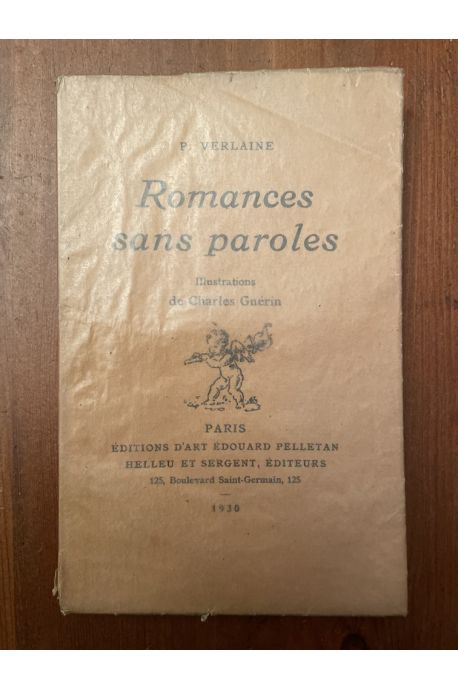 P. VERLAINE
Romances
sans paroles
Illustrations
de Charles Guérin
PARIS
ÉDITIONS D'ART ÉDOUARD PELLETAN
HELLEU ET SERGENT, ÉDITEURS
125, Boulevard Saint-Germain, 125
1930